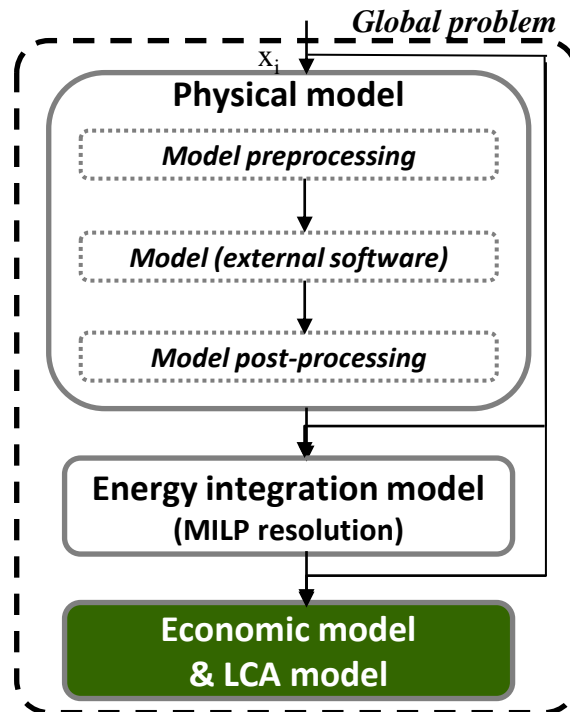 Global problem
xi
Physical model
Model preprocessing
Model (external software)
Model post-processing
Energy integration model
(MILP resolution)
Economic model
& LCA model